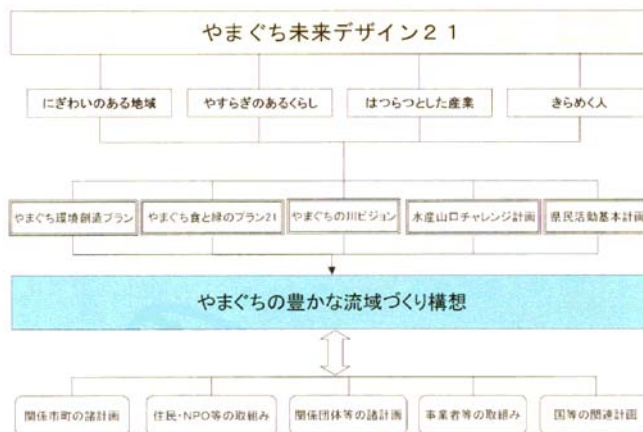 やまぐち未来デザイン21
にぎわいのある地域
やすらぎのあるくらし
はつらつとした産業
きらめく人
やまぐち環境創造プラン
やまぐち食と緑のプラン21
やまぐちの川ビジョン
水産山口チャレンジ計画
県民活動基本計画
やまぐちの豊かな流域づくり構想
関係市町の諸計画
住民・NPO等の取組み
関係団体等の諸計画
事業者等の取組み
国等の関連計画